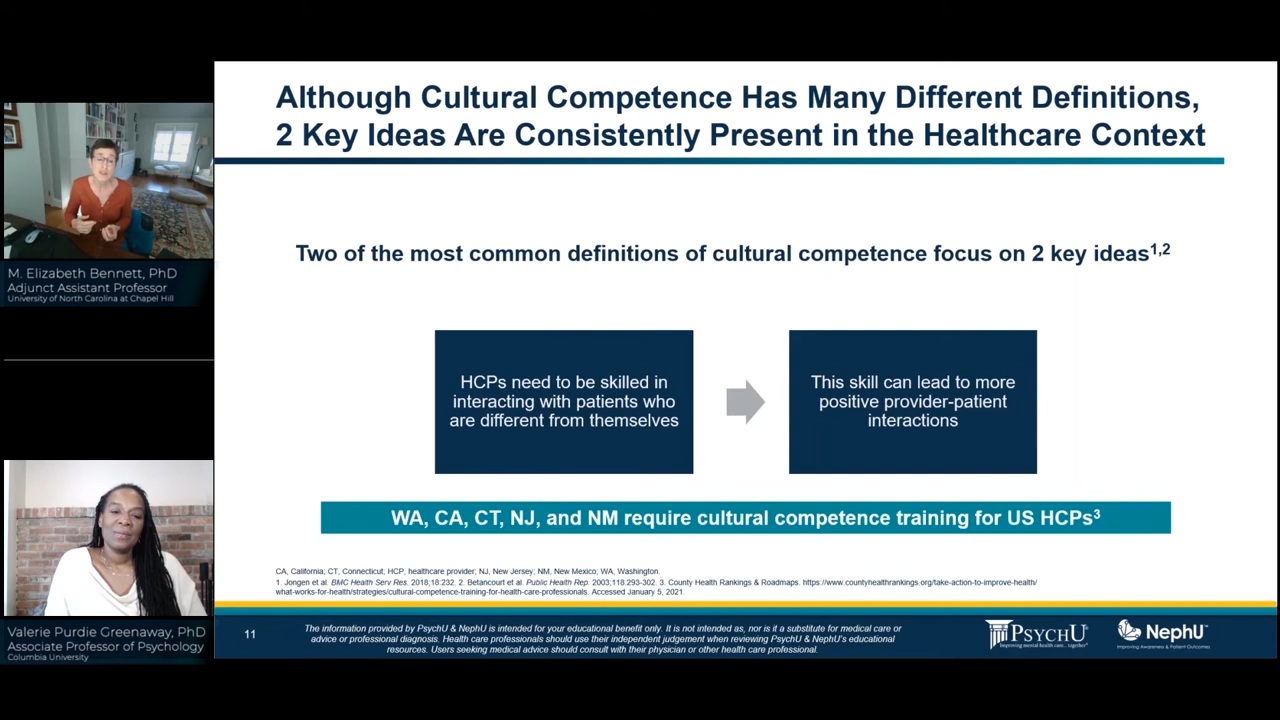 Although Cultural Competence Has Many Different Definitions,
2 Key Ideas Are Consistently Present in the Healthcare Context
Two of the most common definitions of cultural competence focus on 2 key ideas1,2
HCPs need to be skilled in
interacting with patients who
are different from themselves
This skill can lead to more
positive provider-patient
interactions
WA, CA, CT, NJ, and NM require cultural competence training for US HCPs3
CA, California; CT, Connecticut; HCP, healthcare provider; NJ, New Jersey; NM, New Mexico; WA, Washington.
1. Jongen et al. BMC Health Serv Res. 2018;18:232. 2. Betancourt et al. Public Health Rep. 2003;118:293-302. 3. County Health Rankings & Roadmaps. https://www.countyhealthrankings.org/take-action-to-improve-health/
what-works-for-health/strategies/cultural-competence-training-for-health-care-professionals. Accessed January 5, 2021.
11
The information provided by PsychU & NephU is intended for your educational benefit only. It is not intended as, nor is it a substitute for medical care or
advice or professional diagnosis. Health care professionals should use their independent judgement when reviewing PsychU & NephU's educational
resources. Users seeking medical advice should consult with their physician or other health care professional.
PSYCHU
Improving mental health care...together™
NephU™
Improving Awareness & Patient Outcomes
M. Elizabeth Bennett, PhD
Adjunct Assistant Professor
University of North Carolina at Chapel Hill
Valerie Purdie Greenaway, PhD
Associate Professor of Psychology
Columbia University